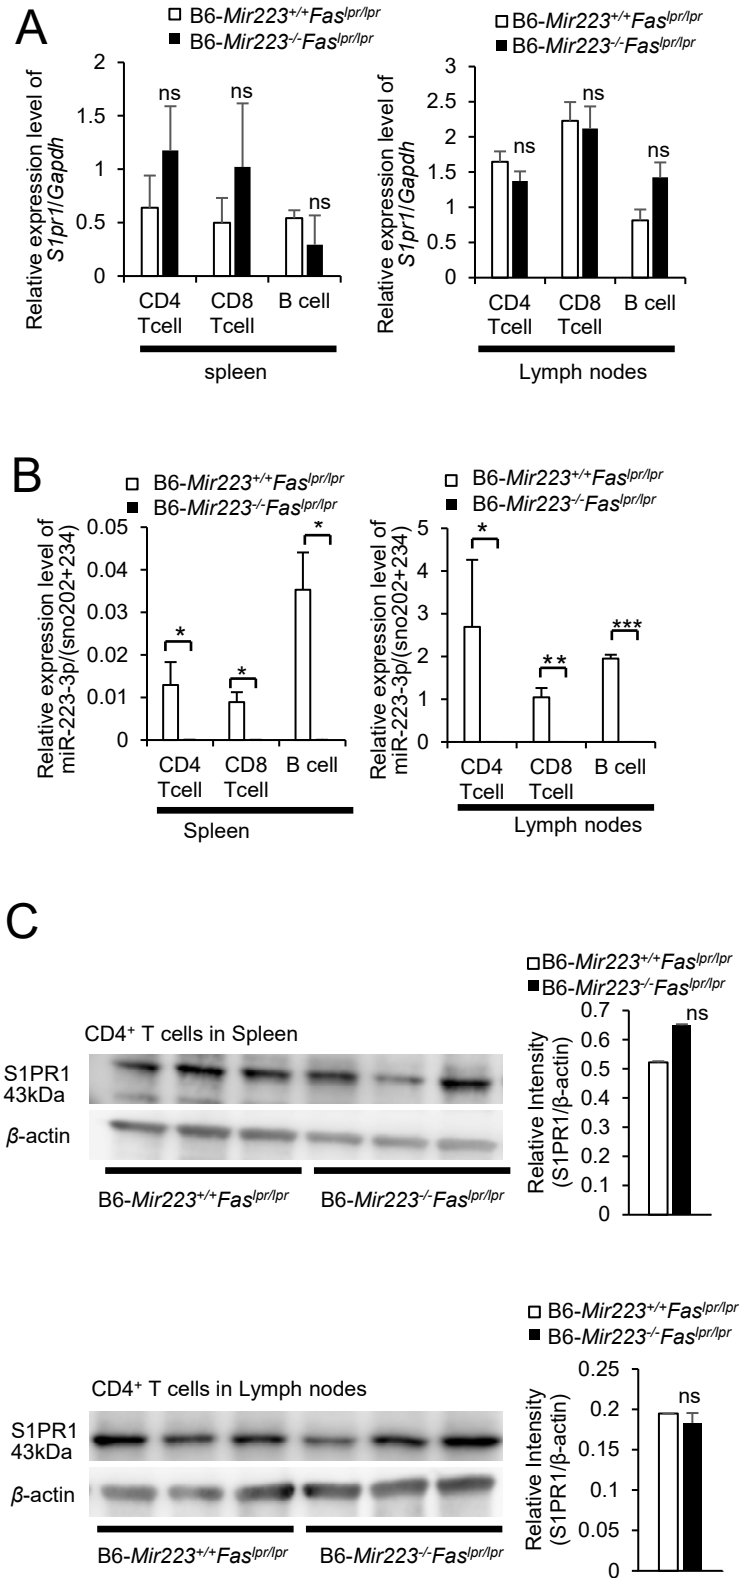 A
B6-Mir223+/+Faslpr/lpr
B6-Mir223-/-Faslpr/lpr
Relative expression level of
S1pr1/Gapdh
2
1.5
1
0.5
0
ns
ns
ns
CD4
Tcell
CD8
Tcell
B cell
spleen
B6-Mir223+/+Faslpr/lpr
B6-Mir223-/-Faslpr/lpr
Relative expression level of
S1pr1/Gapdh
3
2.5
2
1.5
1
0.5
0
ns
ns
ns
CD4
Tcell
CD8
Tcell
B cell
Lymph nodes
B
B6-Mir223+/+Faslpr/lpr
B6-Mir223-/-Faslpr/lpr
Relative expression level of
miR-223-3p/(sno202+234)
0.05
0.04
0.03
0.02
0.01
0
*
*
*
CD4
Tcell
CD8
Tcell
B cell
Spleen
B6-Mir223+/+Faslpr/lpr
B6-Mir223-/-Faslpr/lpr
Relative expression level of
miR-223-3p/(sno202+234)
5
4
3
2
1
0
*
**
***
CD4
Tcell
CD8
Tcell
B cell
Lymph nodes
C
CD4+ T cells in Spleen
S1PR1
43kDa
β-actin
B6-Mir223+/+Faslpr/lpr
B6-Mir223-/-Faslpr/lpr
B6-Mir223+/+Faslpr/lpr
B6-Mir223-/-Faslpr/lpr
Relative Intensity
(S1PR1/β-actin)
0.7
0.6
0.5
0.4
0.3
0.2
0.1
0
ns
CD4+ T cells in Lymph nodes
S1PR1
43kDa
β-actin
B6-Mir223+/+Faslpr/lpr
B6-Mir223-/-Faslpr/lpr
B6-Mir223+/+Faslpr/lpr
B6-Mir223-/-Faslpr/lpr
Relative Intensity
(S1PR1/β-actin)
0.25
0.2
0.15
0.1
0.05
0
ns